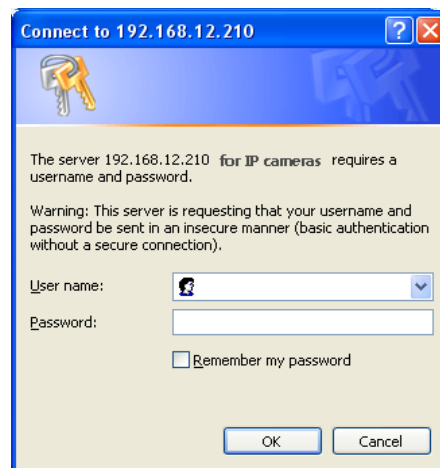 Connect to 192.168.12.210
The server 192.168.12.210 for IP cameras requires a
username and password.
Warning: This server is requesting that your username and
password be sent in an insecure manner (basic authentication
without a secure connection).
User name:
Password:
Remember my password
OK Cancel